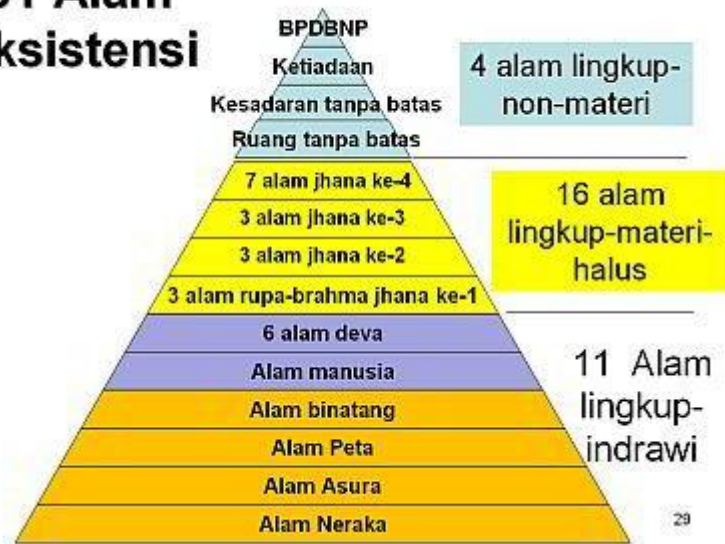 Alam
ksistensi
BPDBNP
Ketiadaan
Kesadaran tanpa batas
Ruang tanpa batas
4 alam lingkup-
non-materi
7 alam jhana ke-4
3 alam jhana ke-3
3 alam jhana ke-2
3 alam rupa-brahma jhana ke-1
16 alam
lingkup-materi-
halus
6 alam deva
Alam manusia
Alam binatang
Alam Peta
Alam Asura
Alam Neraka
11 Alam
lingkup-
indrawi
29